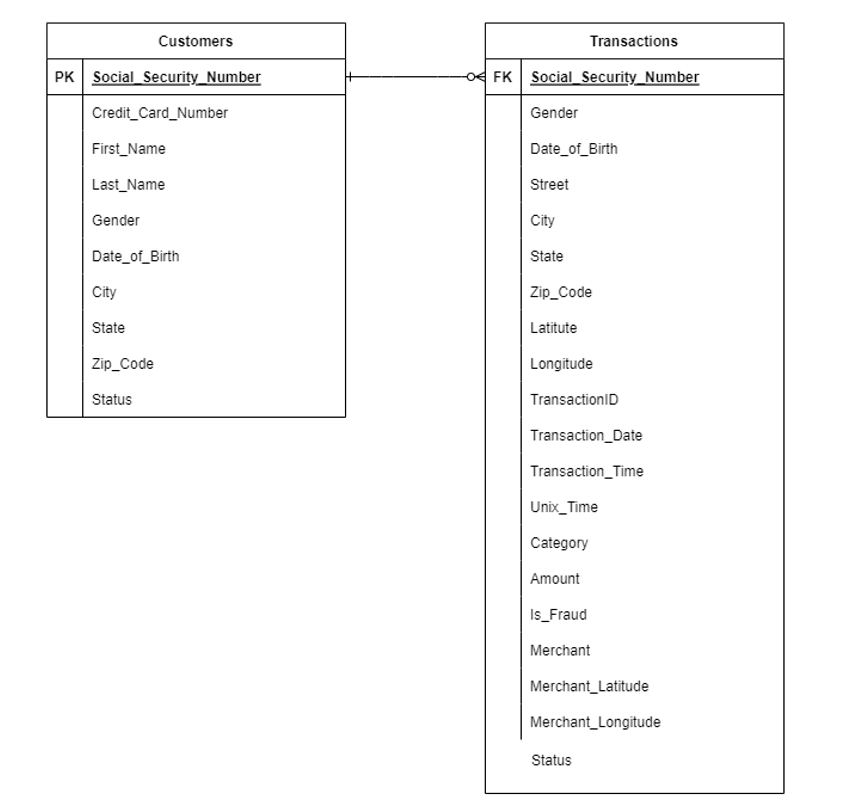 Customers
PK Social_Security_Number
Credit_Card_Number
First_Name
Last_Name
Gender
Date_of_Birth
City
State
Zip_Code
Status
Transactions
FK Social_Security_Number
Gender
Date_of_Birth
Street
City
State
Zip_Code
Latitute
Longitude
TransactionID
Transaction_Date
Transaction_Time
Unix_Time
Category
Amount
Is_Fraud
Merchant
Merchant_Latitude
Merchant_Longitude
Status